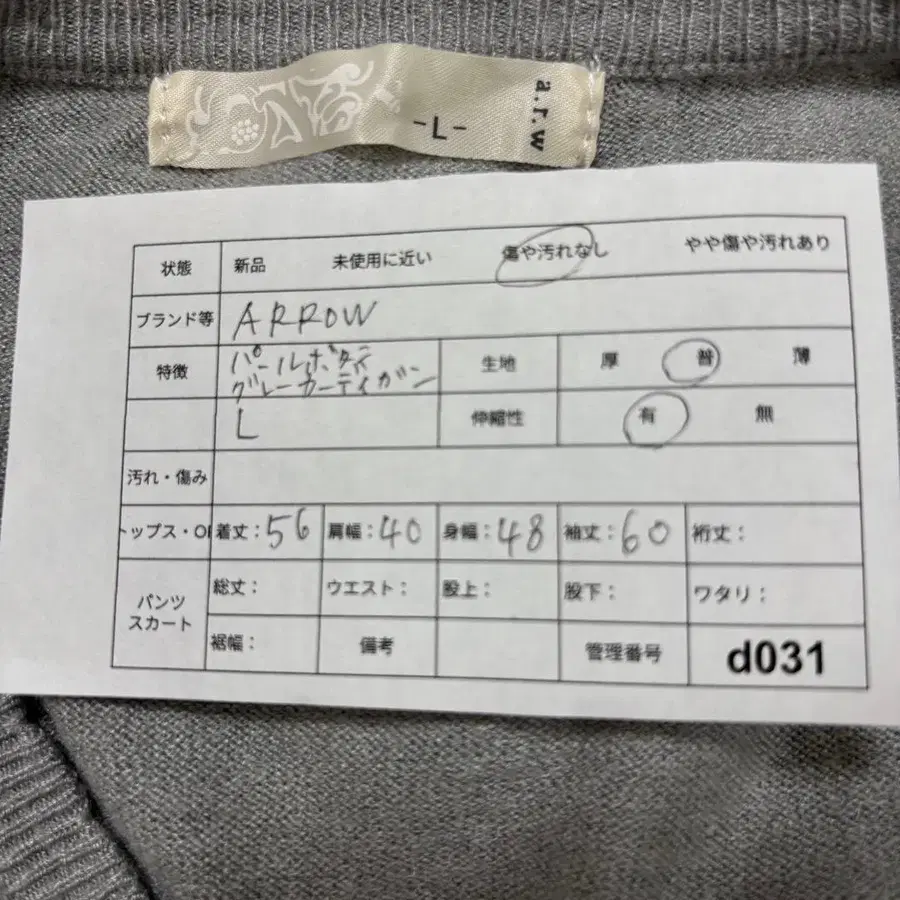 -L-
a.r.w
状態 新品 未使用に近い 傷や汚れなし やや傷や汚れあり
ブランド等 ARROW
特徴 パールボタン 生地 厚 普 薄
グレーカーディガン
L 伸縮性 有 無
汚れ・傷み
トップス・OP 着丈：56 肩幅：40 身幅：48 袖丈：60 裄丈：
パンツ 総丈： ウエスト： 股上： 股下： ワタリ：
スカート
裾幅： 備考 管理番号 d031